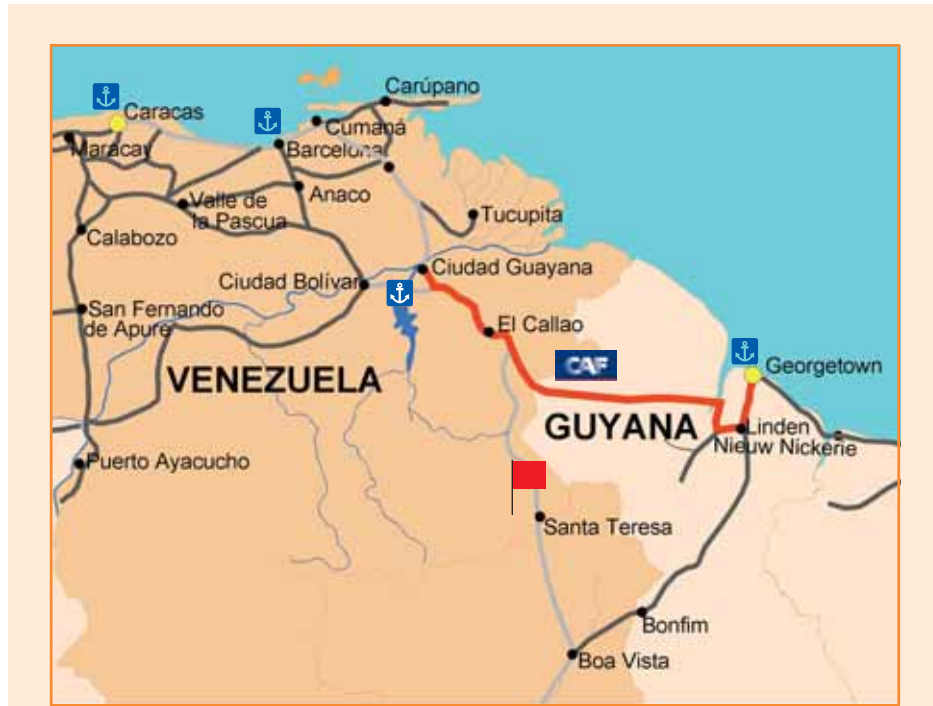 Carúpano
Caracas
Cumaná
Maracay
Barcelona
Anaco
Valle de
la Pascua
Tucupita
Calabozo
Ciudad Guayana
Ciudad Bolívar
San Fernando
de Apure
El Callao
CAF
Georgetown
VENEZUELA
GUYANA
Linden
Nieuw Nickerie
Puerto Ayacucho
Santa Teresa
Bonfim
Boa Vista